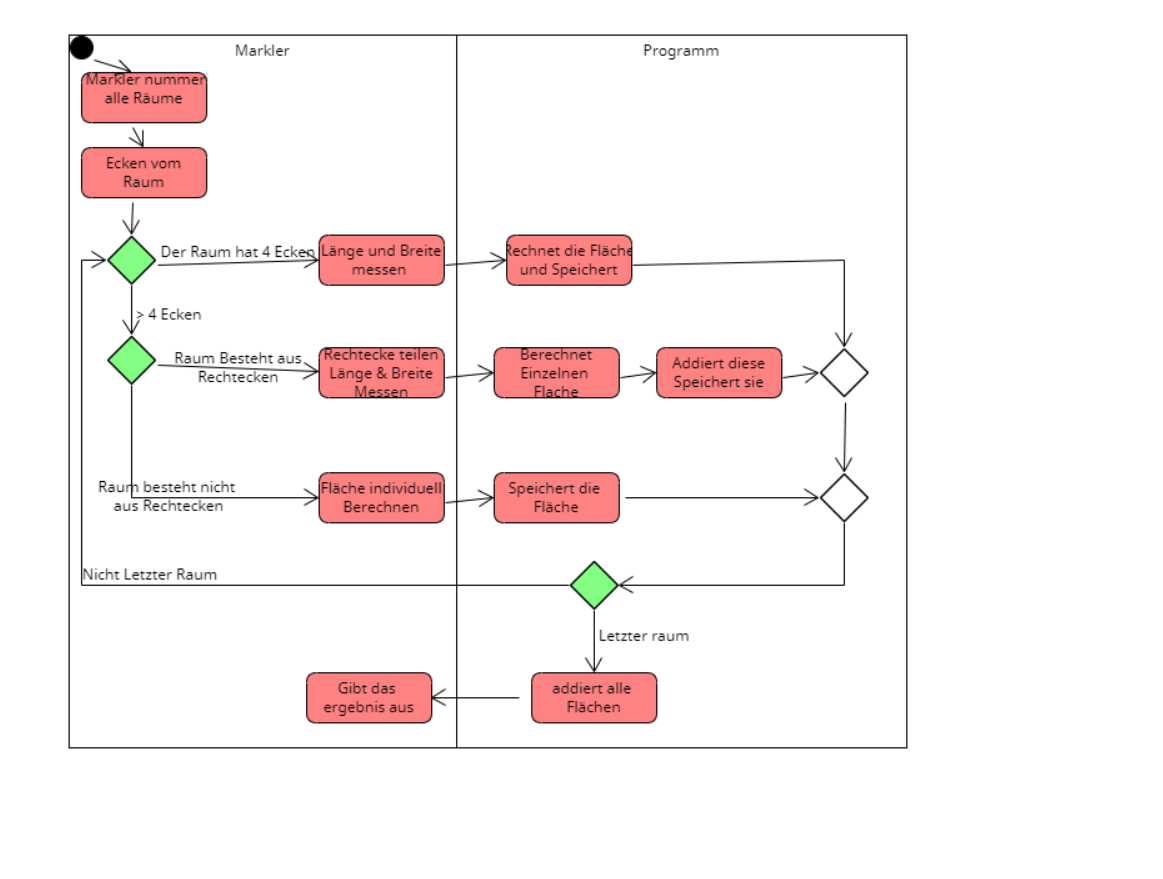 Markler
Programm
Markler nummer
alle Räume
Ecken vom
Raum
Der Raum hat 4 Ecken
Länge und Breite
messen
Rechnet die Fläche
und Speichert
> 4 Ecken
Raum Besteht aus
Rechtecken
Rechtecke teilen
Länge & Breite
Messen
Berechnet
Einzelnen
Flache
Addiert diese
Speichert sie
Raum besteht nicht
aus Rechtecken
Fläche individuell
Berechnen
Speichert die
Fläche
Nicht Letzter Raum
Letzter raum
Gibt das
ergebnis aus
addiert alle
Flächen